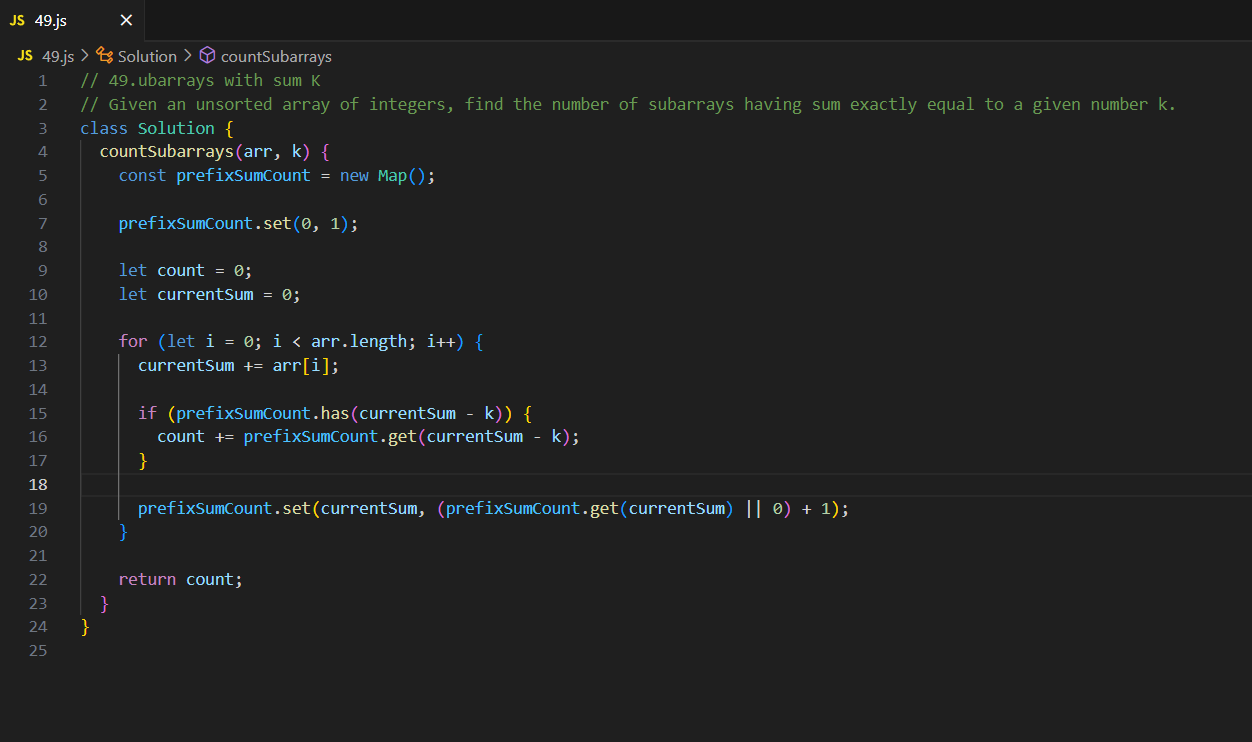 JS 49.js ×
JS 49.js > Solution > countSubarrays
1 // 49.ubarrays with sum K
2 // Given an unsorted array of integers, find the number of subarrays having sum exactly equal to a given number k.
3 class Solution {
4   countSubarrays(arr, k) {
5     const prefixSumCount = new Map();
6
7     prefixSumCount.set(0, 1);
8
9     let count = 0;
10     let currentSum = 0;
11
12     for (let i = 0; i < arr.length; i++) {
13       currentSum += arr[i];
14
15       if (prefixSumCount.has(currentSum - k)) {
16         count += prefixSumCount.get(currentSum - k);
17       }
18
19       prefixSumCount.set(currentSum, (prefixSumCount.get(currentSum) || 0) + 1);
20     }
21
22     return count;
23   }
24 }
25